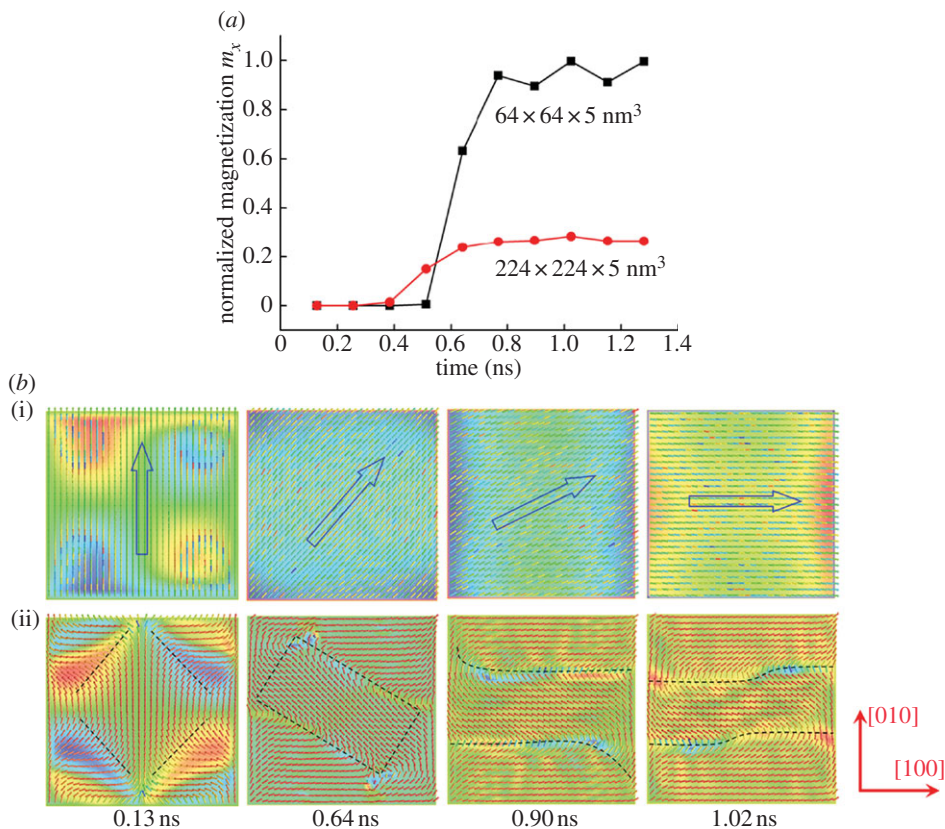 (a)
normalized magnetization mₓ
1.0
0.8
0.6
0.4
0.2
0
64 × 64 × 5 nm³
224 × 224 × 5 nm³
0 0.2 0.4 0.6 0.8 1.0 1.2 1.4
time (ns)
(b)
(i)
(ii)
[010]
[100]
0.13 ns 0.64 ns 0.90 ns 1.02 ns